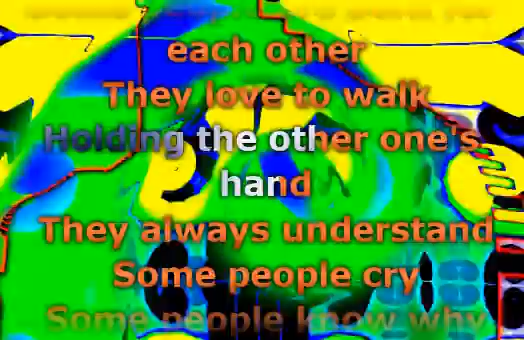 each other
They love to walk
Holding the other one's
hand
They always understand
Some people cry
Some people know why